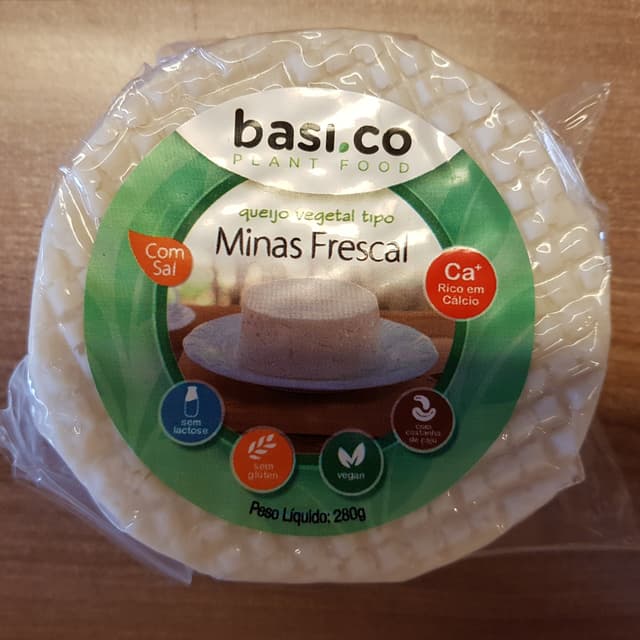 basi.co
PLANT FOOD
queijo vegetal tipo
Minas Frescal
Com
Sal
Ca+
Rico em
Cálcio
sem
lactose
sem
gluten
vegan
com
castanha
de caju
Peso Líquido: 280g